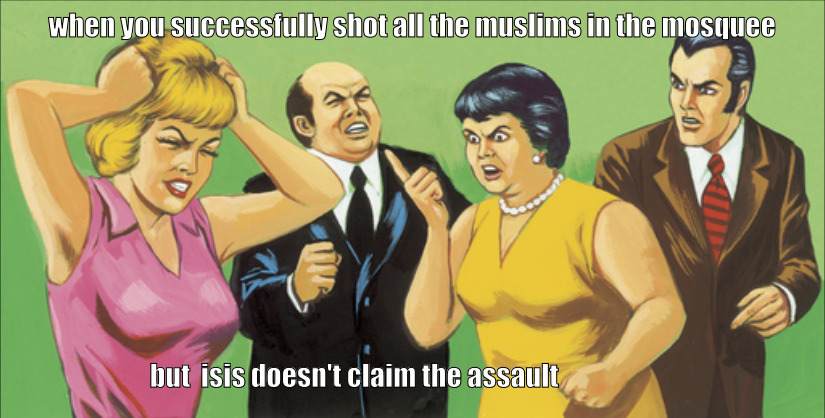 when you successfully shot all the muslims in the mosquee
but isis doesn't claim the assault